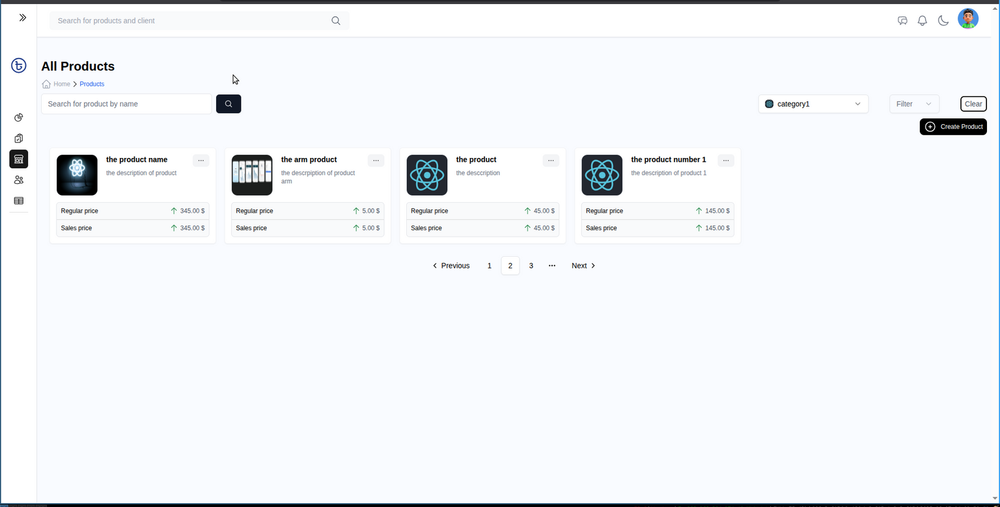 Search for products and client
All Products
Home Products
Search for product by name
category1
Filter
Clear
Create Product
the product name
...
the description of product
Regular price 345.00 $
Sales price 345.00 $
the arm product
...
the descrpiption of product
arm
Regular price 5.00 $
Sales price 5.00 $
the product
...
the desccription
Regular price 45.00 $
Sales price 45.00 $
the product number 1
...
the description of product 1
Regular price 145.00 $
Sales price 145.00 $
Previous 1 2 3 ... Next